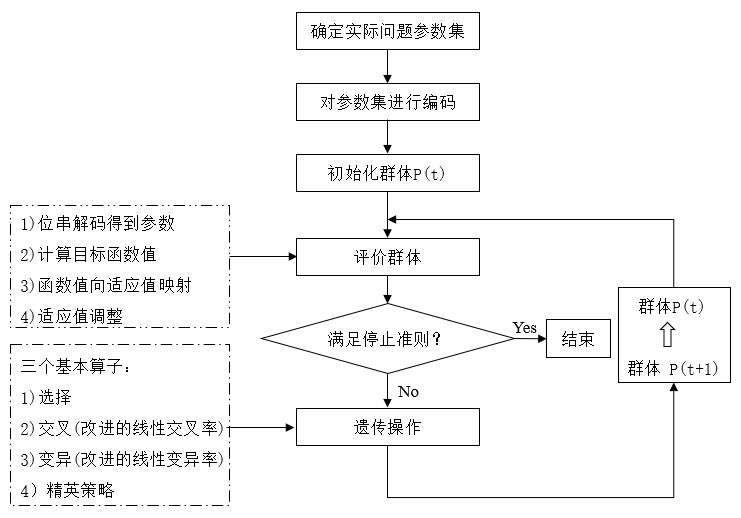 确定实际问题参数集
对参数集进行编码
初始化群体P(t)
1)位串解码得到参数
2)计算目标函数值
3)函数值向适应值映射
4)适应值调整
评价群体
满足停止准则?
Yes
结束
群体P(t)
群体 P(t+1)
No
三个基本算子:
1)选择
2)交叉(改进的线性交叉率)
3)变异(改进的线性变异率)
4）精英策略
遗传操作